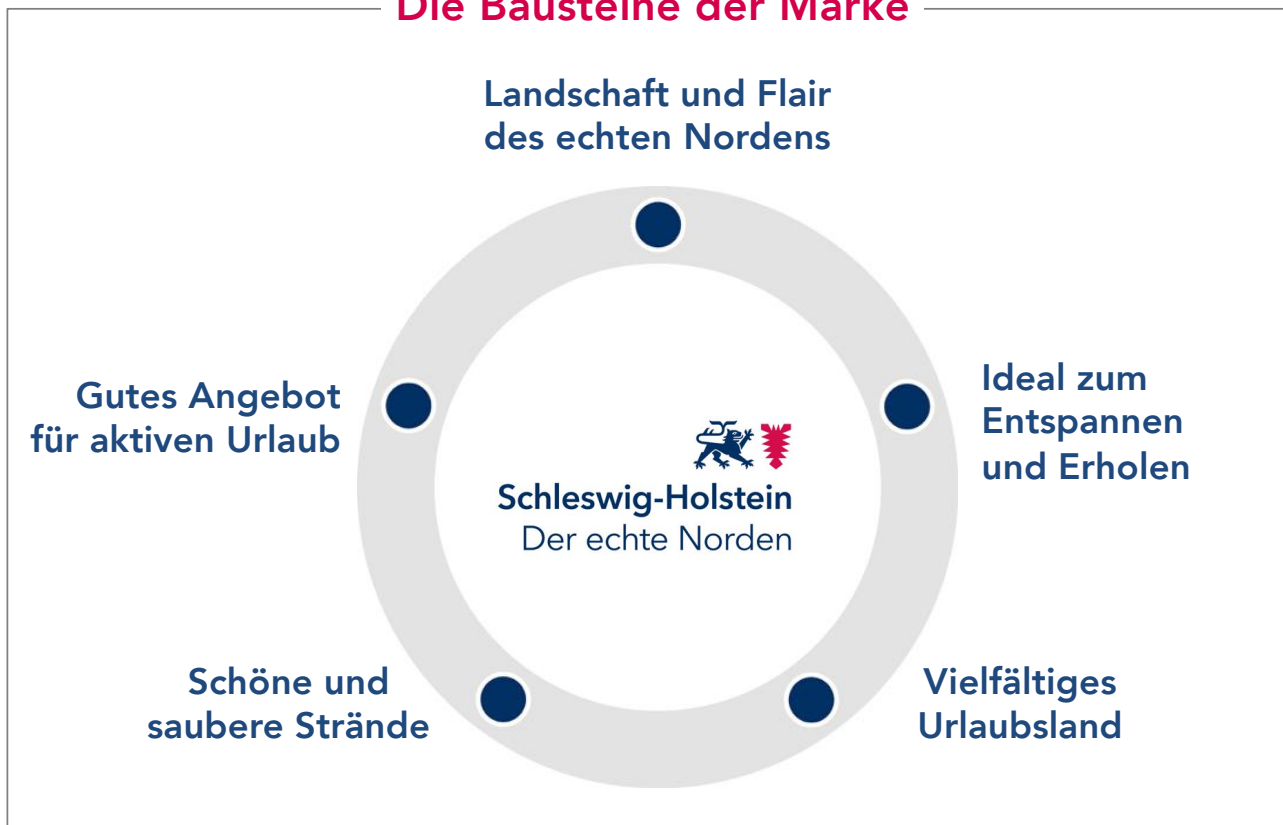 Die Bausteine der Marke
Landschaft und Flair
des echten Nordens
Ideal zum
Entspannen
und Erholen
Gutes Angebot
für aktiven Urlaub
Schleswig-Holstein
Der echte Norden
Schöne und
saubere Strände
Vielfältiges
Urlaubsland